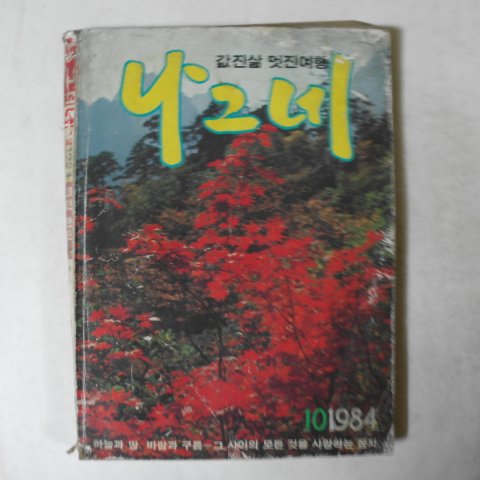 값진삶 멋진여행
나그네
10 1984
하늘과 땅, 바람과 구름 - 그 사이의 모든 것을 사랑하는 잡지